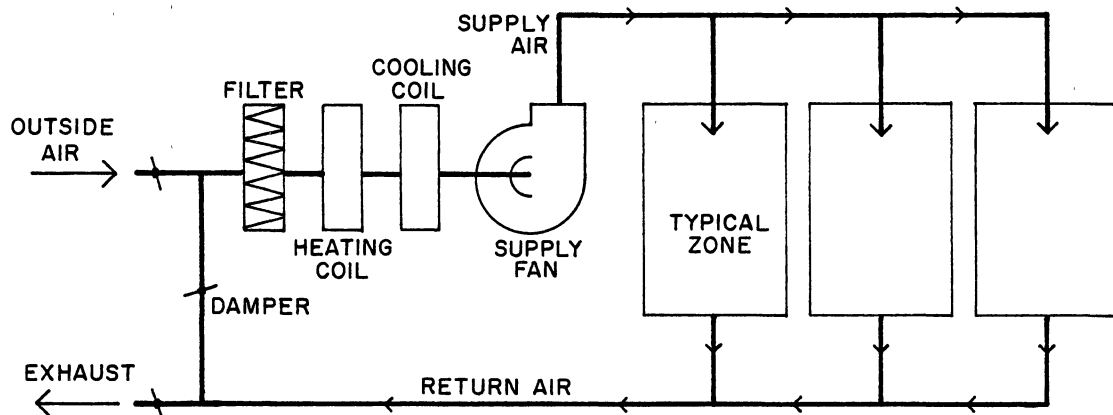 SUPPLY
AIR
COOLING
COIL
FILTER
OUTSIDE
AIR
HEATING
COIL
SUPPLY
FAN
TYPICAL
ZONE
DAMPER
EXHAUST
RETURN AIR